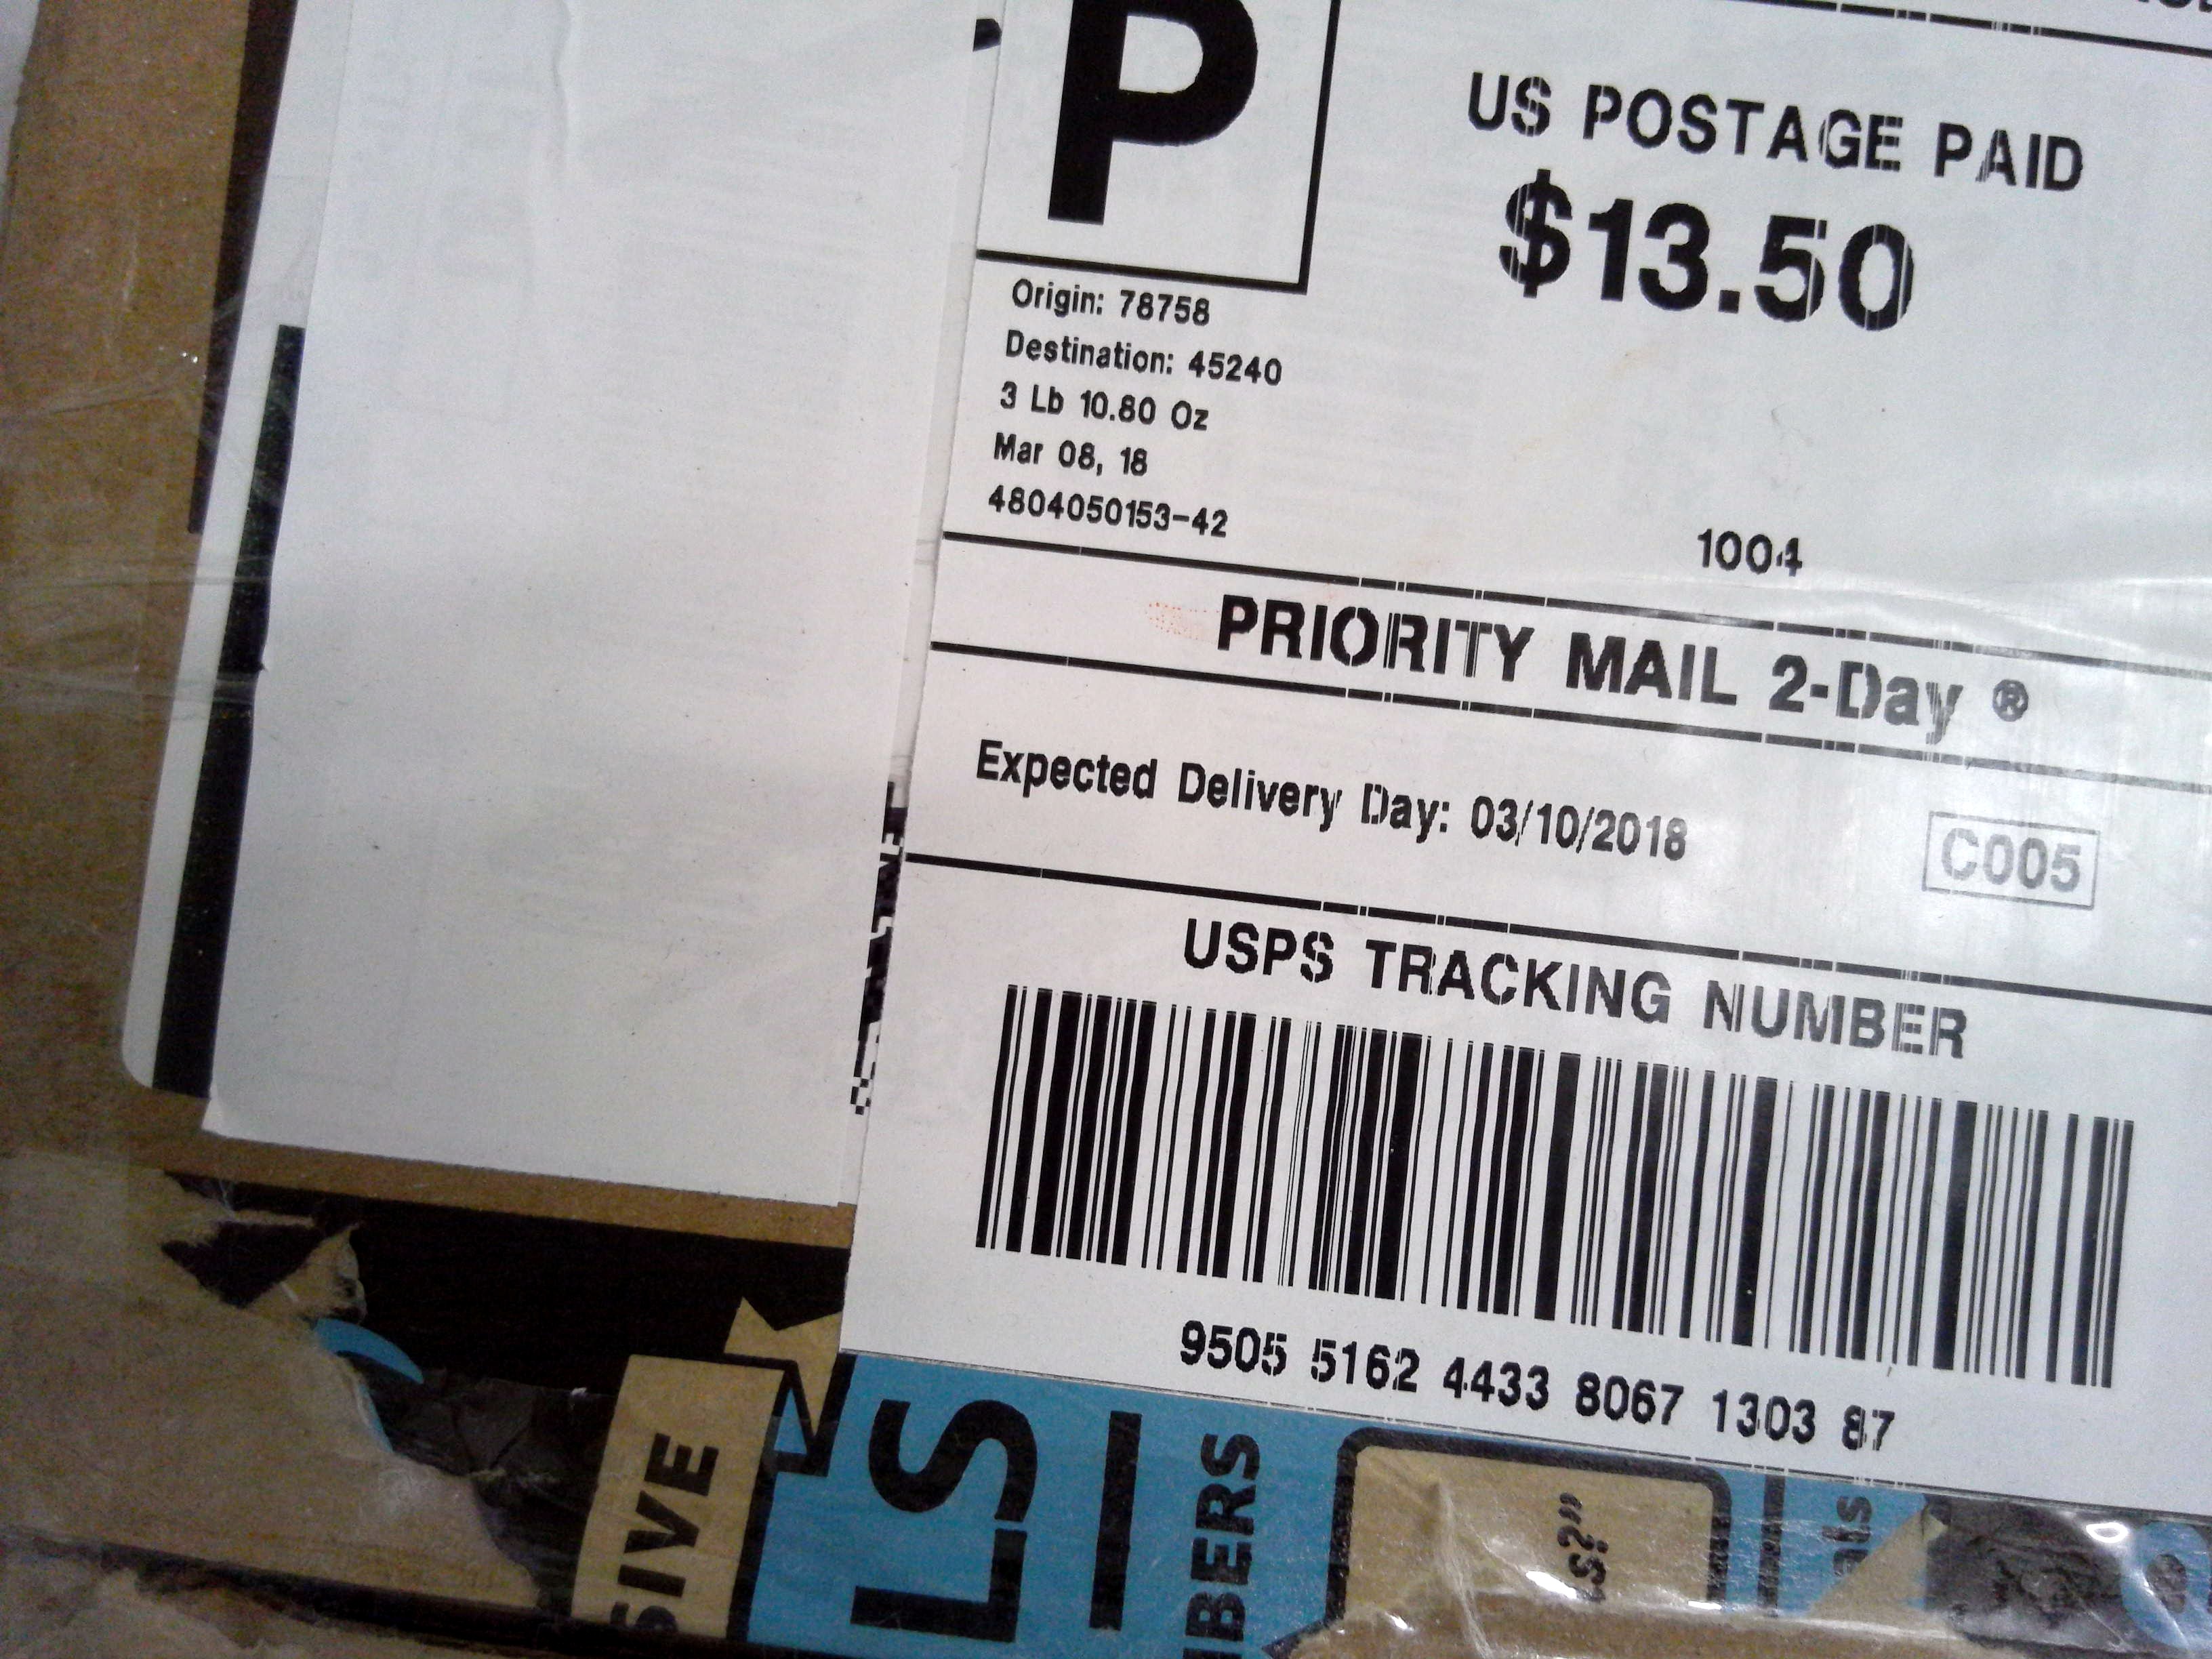 P
US POSTAGE PAID
$13.50
Origin: 78758
Destination: 45240
3 Lb 10.80 Oz
Mar 08, 18
4804050153-42
1004
PRIORITY MAIL 2-Day ®
Expected Delivery Day: 03/10/2018
C005
USPS TRACKING NUMBER
9505 5162 4433 8067 1303 87
SIVE
LS
BERS